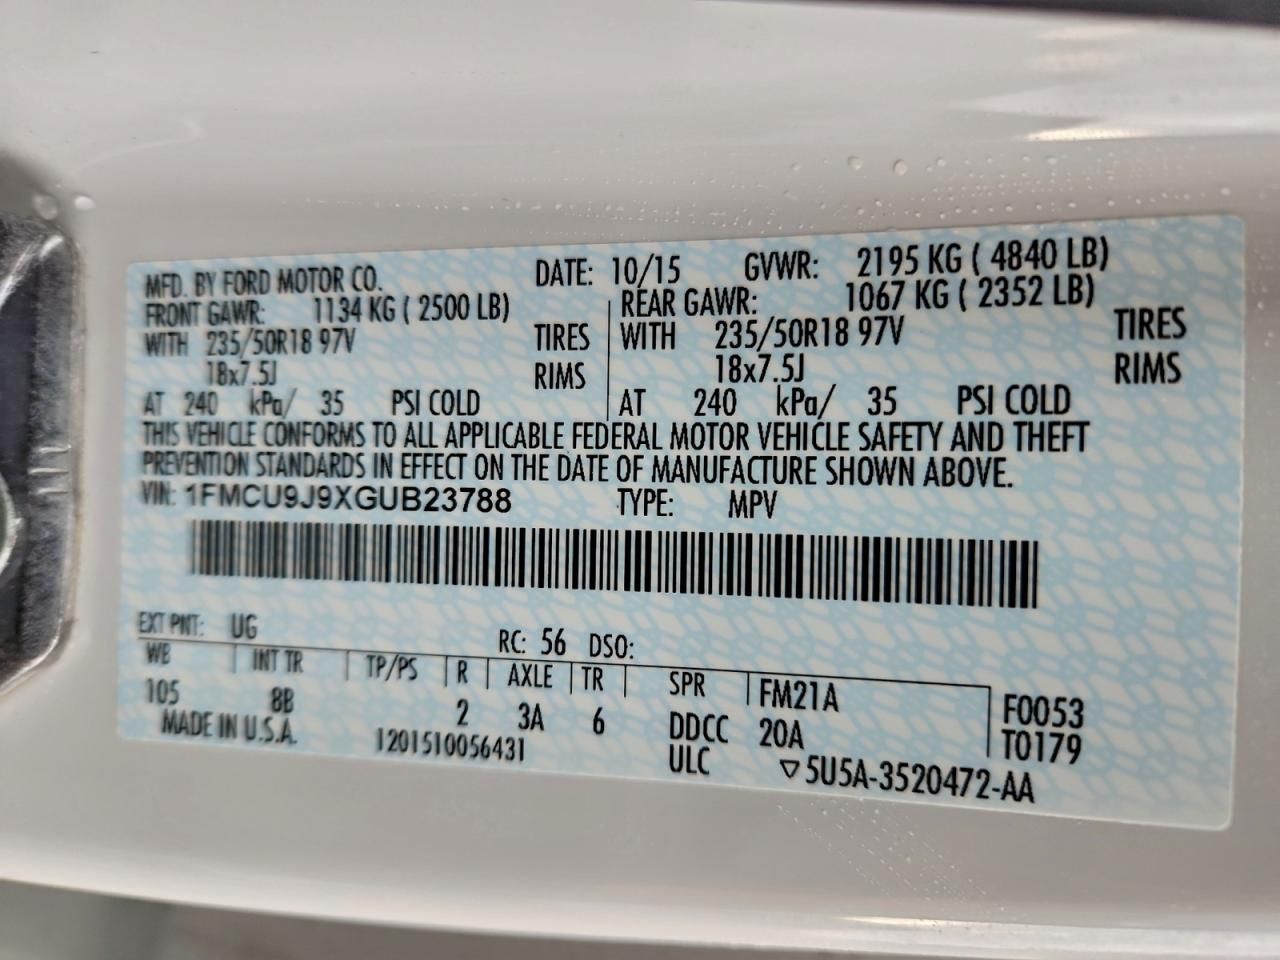 MFD. BY FORD MOTOR CO. DATE: 10/15 GVWR: 2195 KG ( 4840 LB)
FRONT GAWR: 1134 KG ( 2500 LB) REAR GAWR: 1067 KG ( 2352 LB)
WITH 235/50R18 97V TIRES WITH 235/50R18 97V TIRES
18x7.5J RIMS 18x7.5J RIMS
AT 240 kPa/ 35 PSI COLD AT 240 kPa/ 35 PSI COLD
THIS VEHICLE CONFORMS TO ALL APPLICABLE FEDERAL MOTOR VEHICLE SAFETY AND THEFT
PREVENTION STANDARDS IN EFFECT ON THE DATE OF MANUFACTURE SHOWN ABOVE.
VIN: 1FMCU9J9XGUB23788 TYPE: MPV
EXT PNT: UG RC: 56 DSO:
WB INT TR TP/PS R AXLE TR SPR FM21A F0053
105 8B 2 3A 6 DDCC 20A T0179
MADE IN U.S.A. 1201510056431 ULC ▽5U5A-3520472-AA